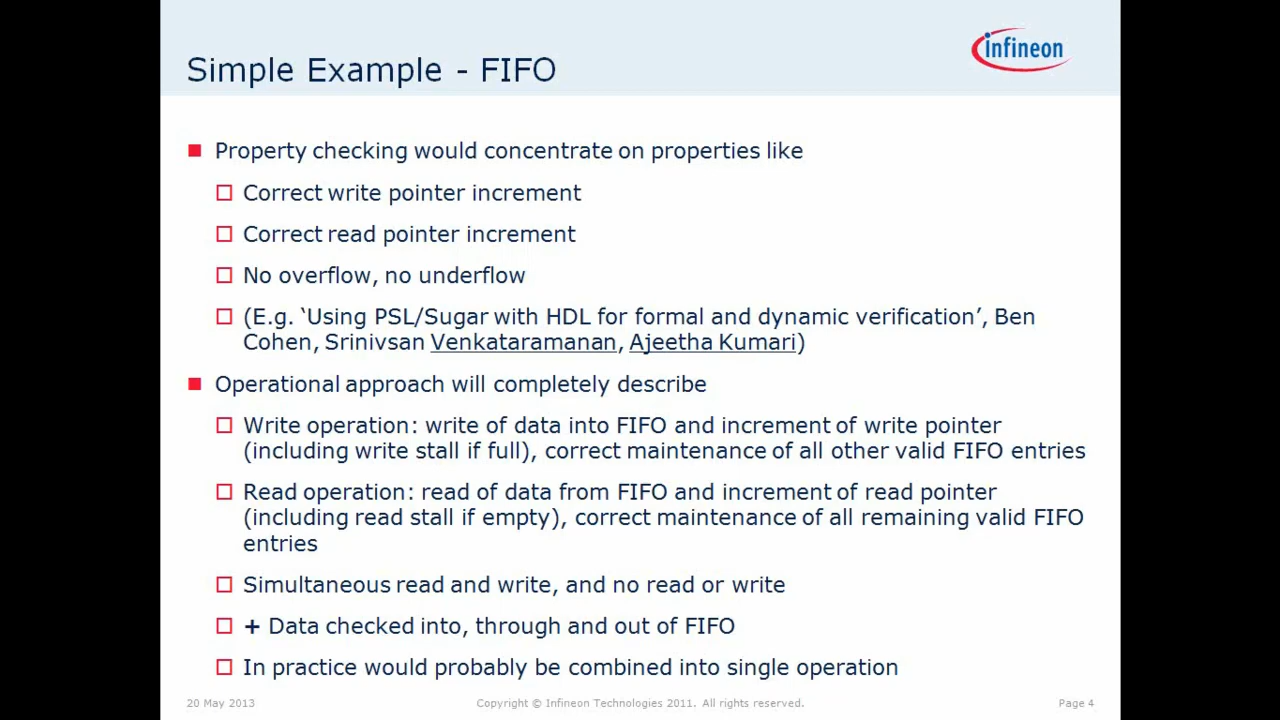 Simple Example - FIFO
infineon
Property checking would concentrate on properties like
Correct write pointer increment
Correct read pointer increment
No overflow, no underflow
(E.g. ‘Using PSL/Sugar with HDL for formal and dynamic verification’, Ben
Cohen, Srinivsan Venkataramanan, Ajeetha Kumari)
Operational approach will completely describe
Write operation: write of data into FIFO and increment of write pointer
(including write stall if full), correct maintenance of all other valid FIFO entries
Read operation: read of data from FIFO and increment of read pointer
(including read stall if empty), correct maintenance of all remaining valid FIFO
entries
Simultaneous read and write, and no read or write
+ Data checked into, through and out of FIFO
In practice would probably be combined into single operation
20 May 2013
Copyright © Infineon Technologies 2011. All rights reserved.
Page 4